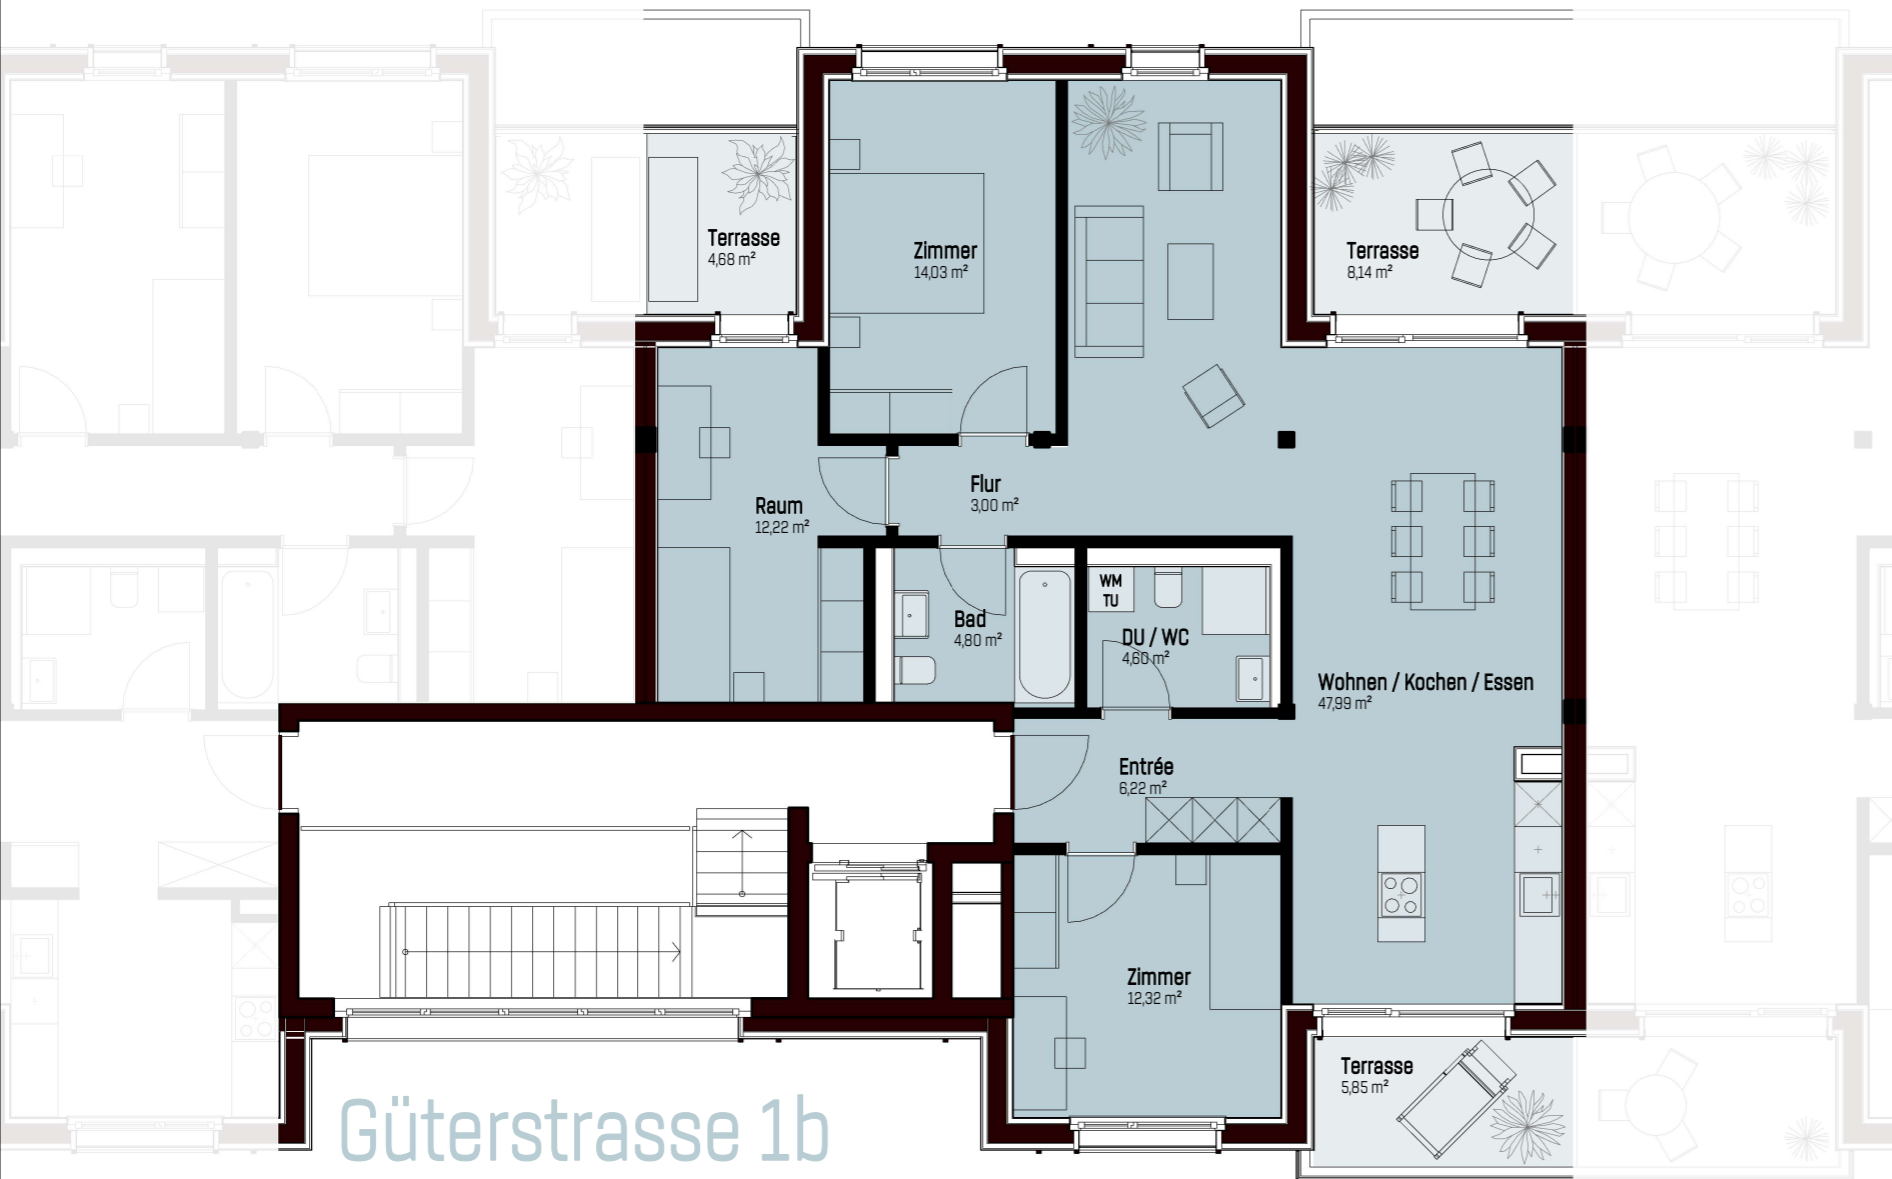 Terrasse
4,68 m²
Zimmer
14,03 m²
Terrasse
8,14 m²
Flur
3,00 m²
Raum
12,22 m²
WM
TU
Bad
4,80 m²
DU / WC
4,60 m²
Wohnen / Kochen / Essen
47,99 m²
Entrée
6,22 m²
Zimmer
12,32 m²
Terrasse
5,85 m²
Güterstrasse 1b